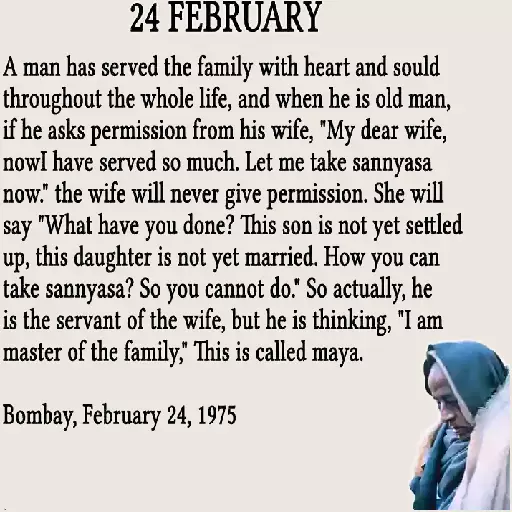 24 FEBRUARY
A man has served the family with heart and sould
throughout the whole life, and when he is old man,
if he asks permission from his wife, "My dear wife,
nowI have served so much. Let me take sannyasa
now." the wife will never give permission. She will
say "What have you done? This son is not yet settled
up, this daughter is not yet married. How you can
take sannyasa? So you cannot do." So actually, he
is the servant of the wife, but he is thinking, "I am
master of the family," This is called maya.
Bombay, February 24, 1975